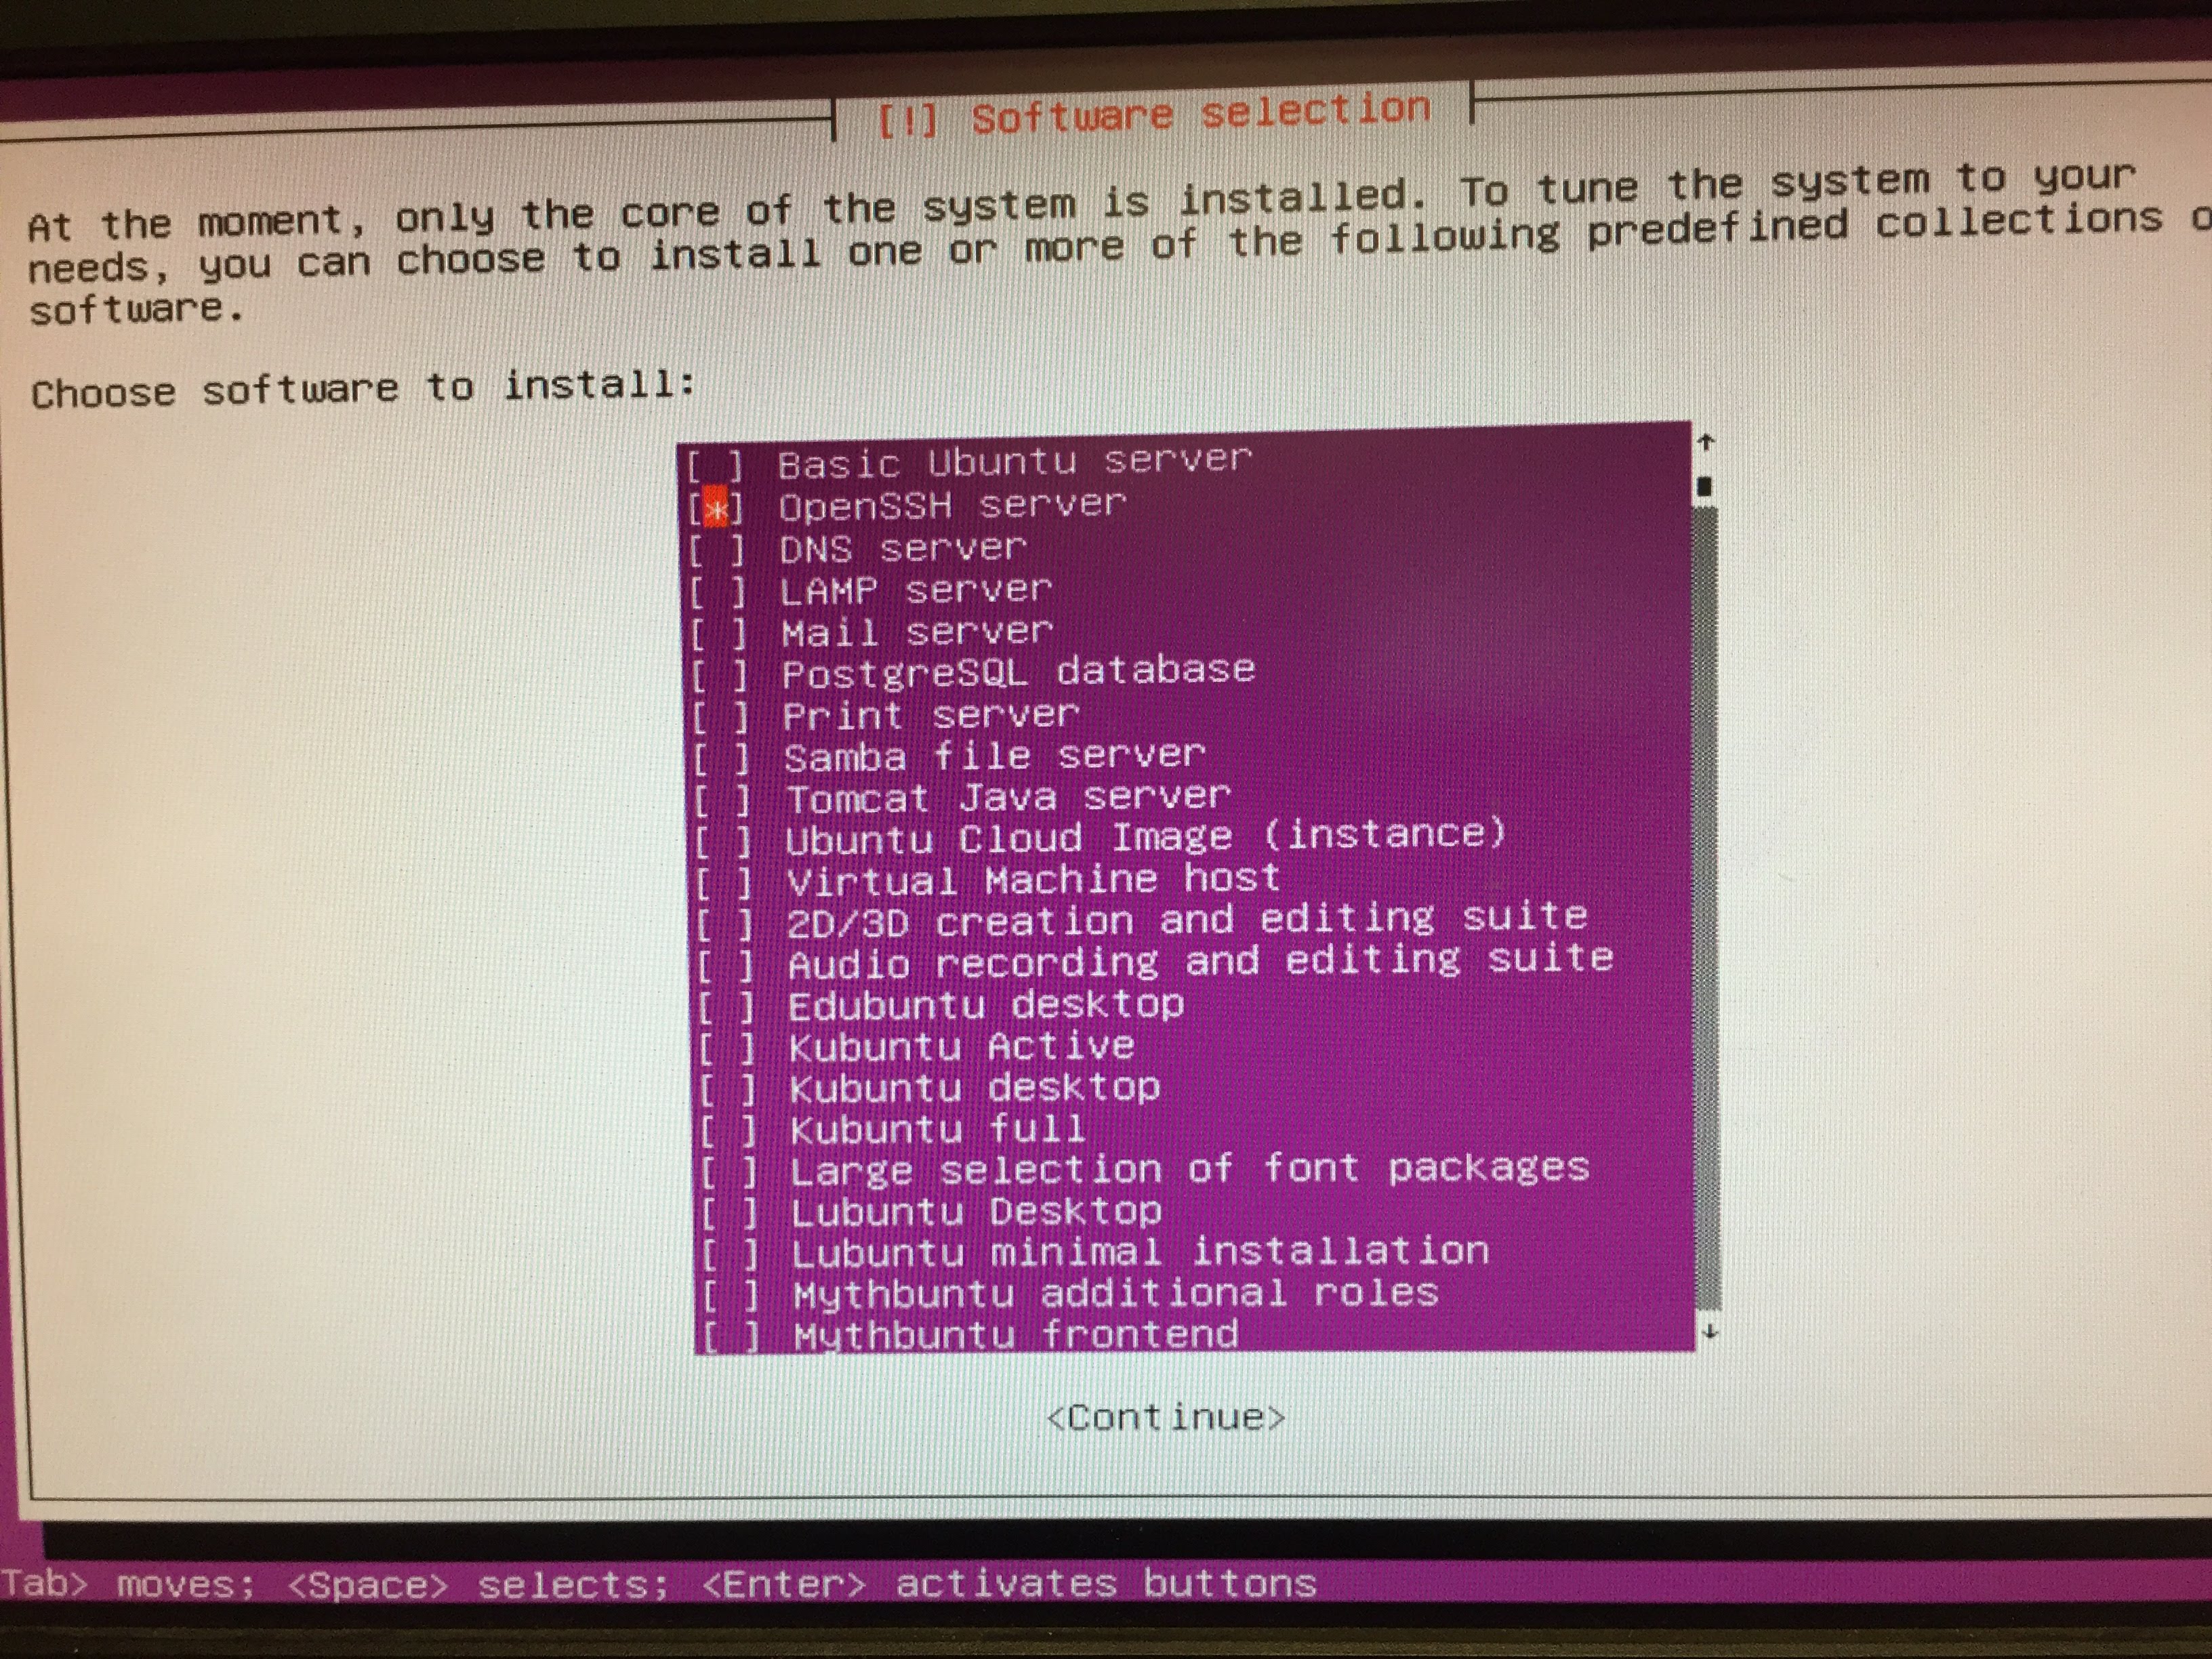 [!] Software selection
At the moment, only the core of the system is installed. To tune the system to your
needs, you can choose to install one or more of the following predefined collections
software.
Choose software to install:
[ ] Basic Ubuntu server
[*] OpenSSH server
[ ] DNS server
[ ] LAMP server
[ ] Mail server
[ ] PostgreSQL database
[ ] Print server
[ ] Samba file server
[ ] Tomcat Java server
[ ] Ubuntu Cloud Image (instance)
[ ] Virtual Machine host
[ ] 2D/3D creation and editing suite
[ ] Audio recording and editing suite
[ ] Edubuntu desktop
[ ] Kubuntu Active
[ ] Kubuntu desktop
[ ] Kubuntu full
[ ] Large selection of font packages
[ ] Lubuntu Desktop
[ ] Lubuntu minimal installation
[ ] Mythbuntu additional roles
[ ] Mythbuntu frontend
<Continue>
Tab> moves; <Space> selects; <Enter> activates buttons